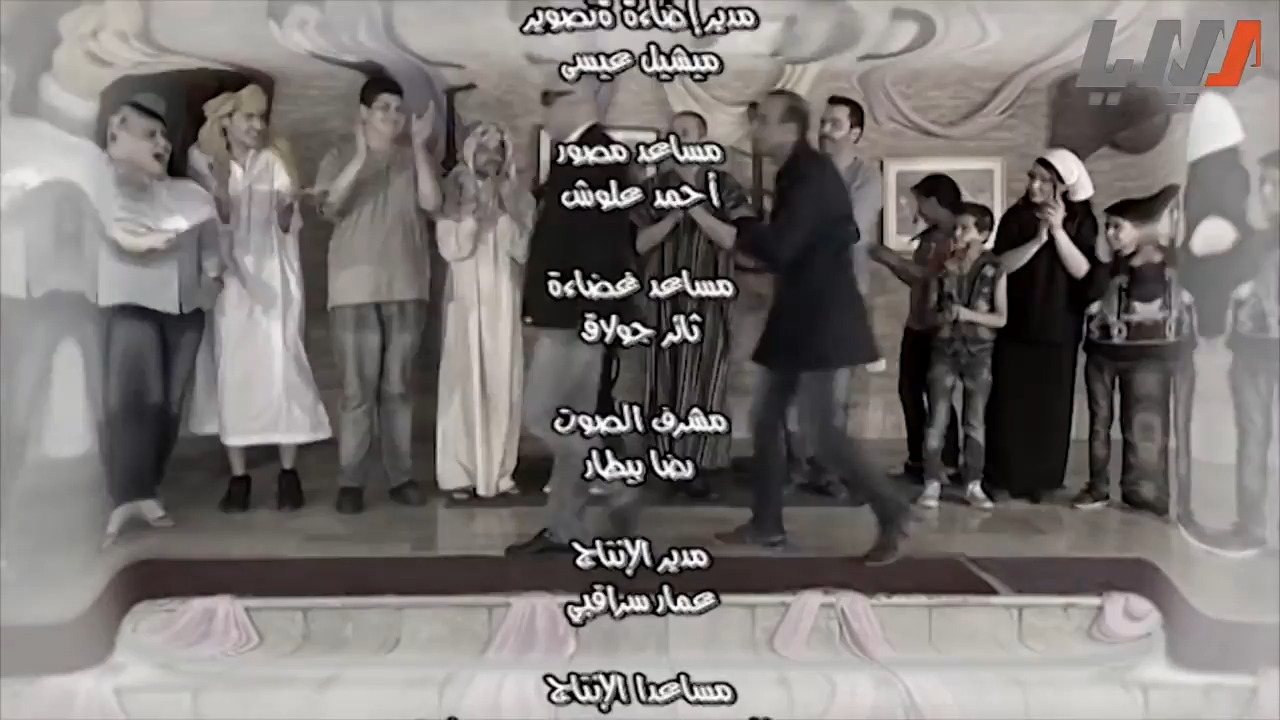 مدير إضاءة وتصوير
ميشيل عيسى
مساعد مصور
أحمد علوش
مساعد إضاءة
ثائر جولاق
مشرف الصوت
رضا بيطار
مدير الإنتاج
عمار سراقبي
مساعدا الإنتاج